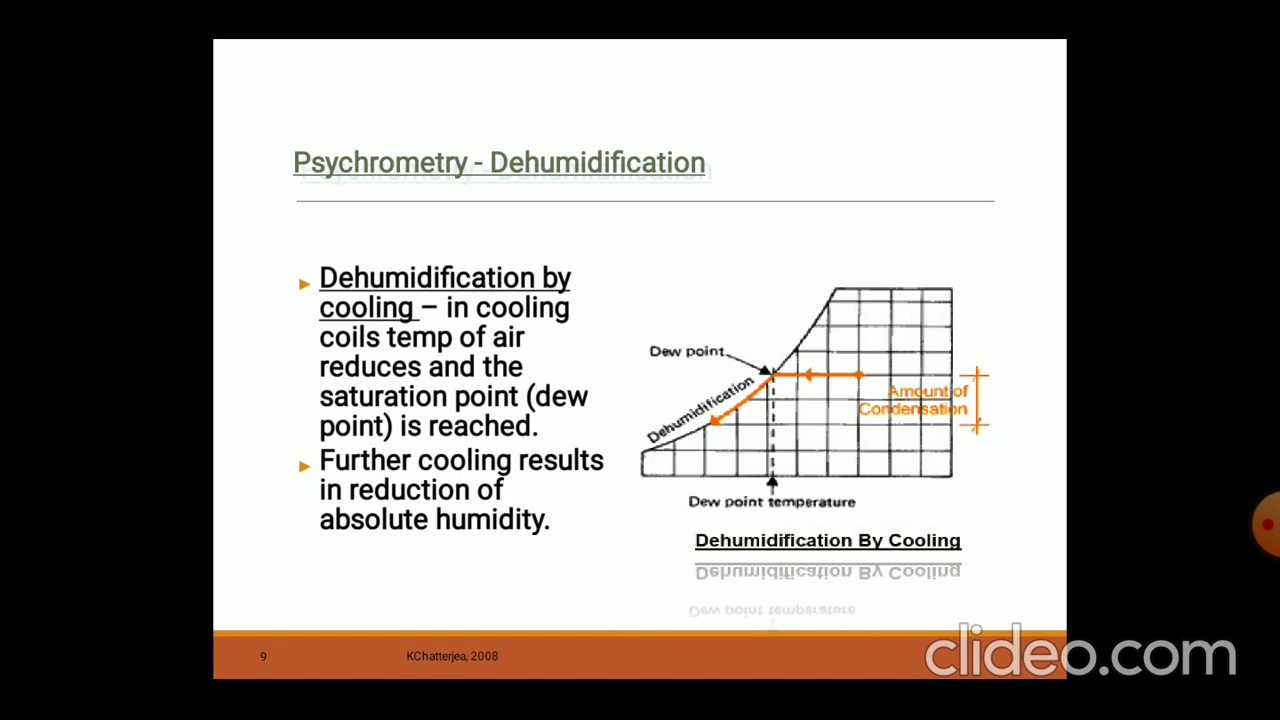 Psychrometry - Dehumidification
Dehumidification by
cooling – in cooling
coils temp of air
reduces and the
saturation point (dew
point) is reached.
Further cooling results
in reduction of
absolute humidity.
Dew point
Dehumidification
Amount of
Condensation
Dew point temperature
Dehumidification By Cooling
9
KChatterjea, 2008
clideo.com